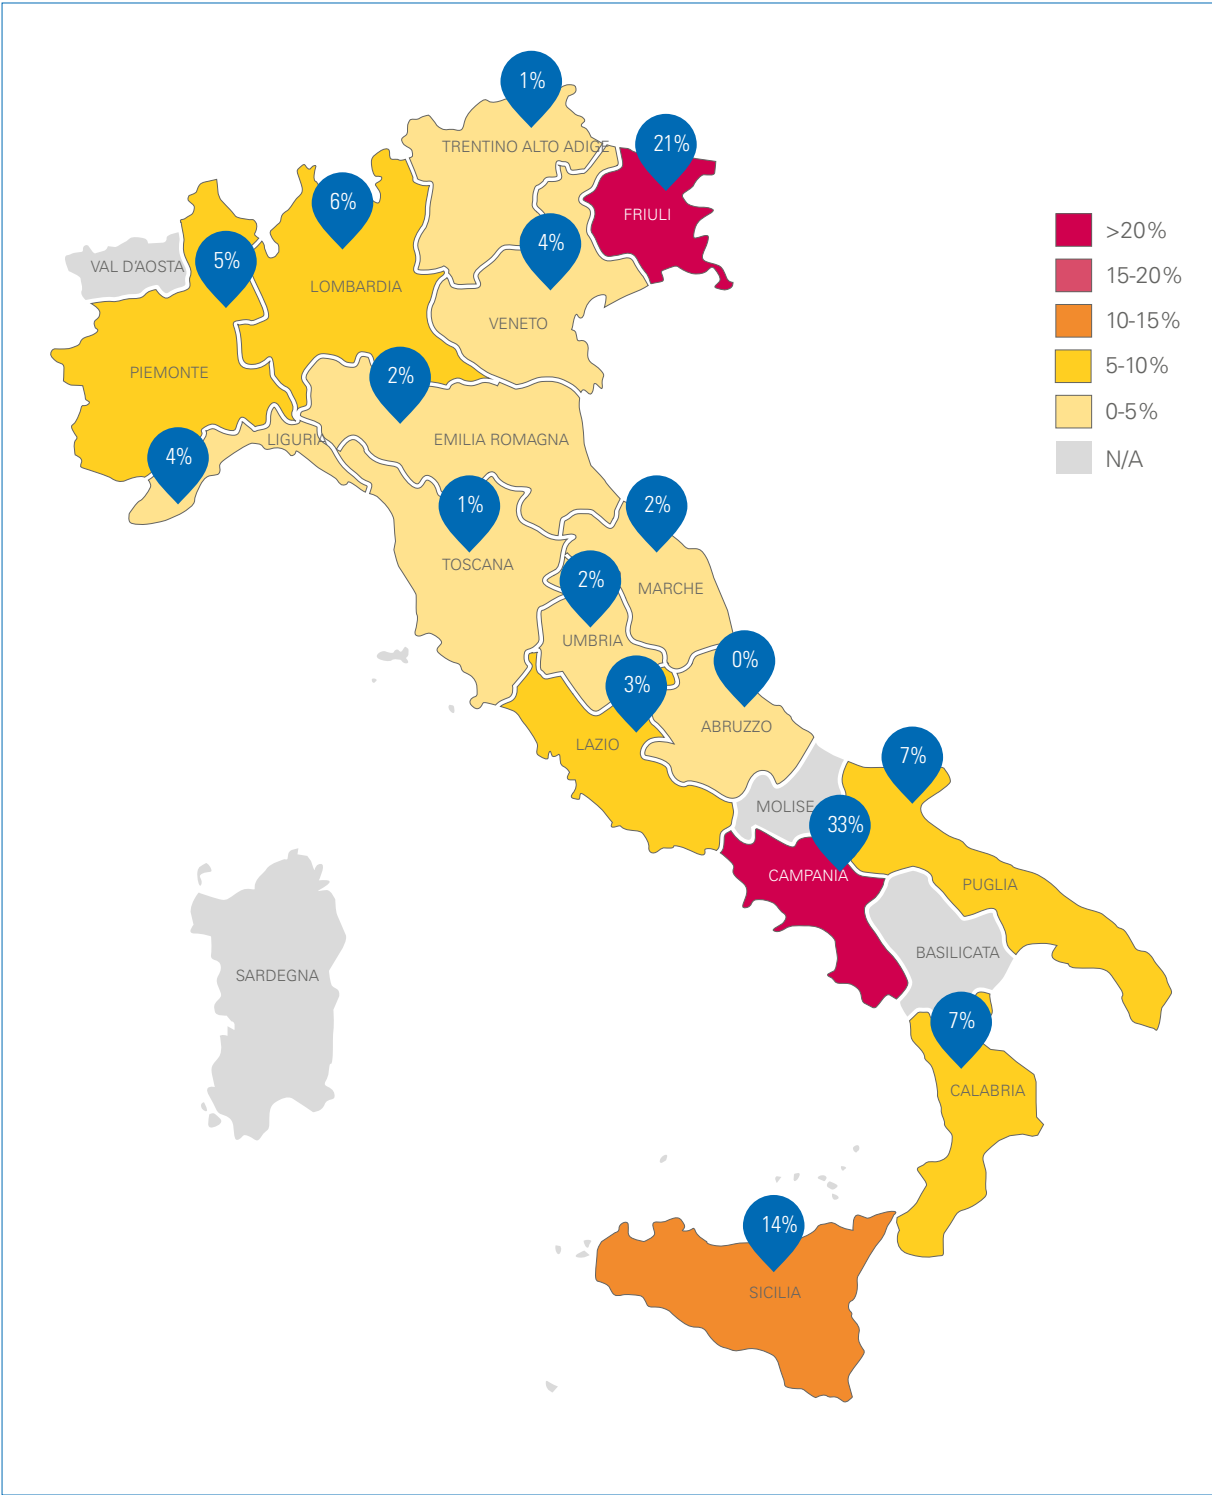 1%
TRENTINO ALTO ADIGE
21%
FRIULI
6%
LOMBARDIA
4%
VENETO
5%
VAL D'AOSTA
PIEMONTE
2%
EMILIA ROMAGNA
4%
LIGURIA
1%
TOSCANA
2%
MARCHE
2%
UMBRIA
3%
LAZIO
0%
ABRUZZO
MOLISE
7%
PUGLIA
33%
CAMPANIA
BASILICATA
SARDEGNA
7%
CALABRIA
14%
SICILIA
>20%
15-20%
10-15%
5-10%
0-5%
N/A